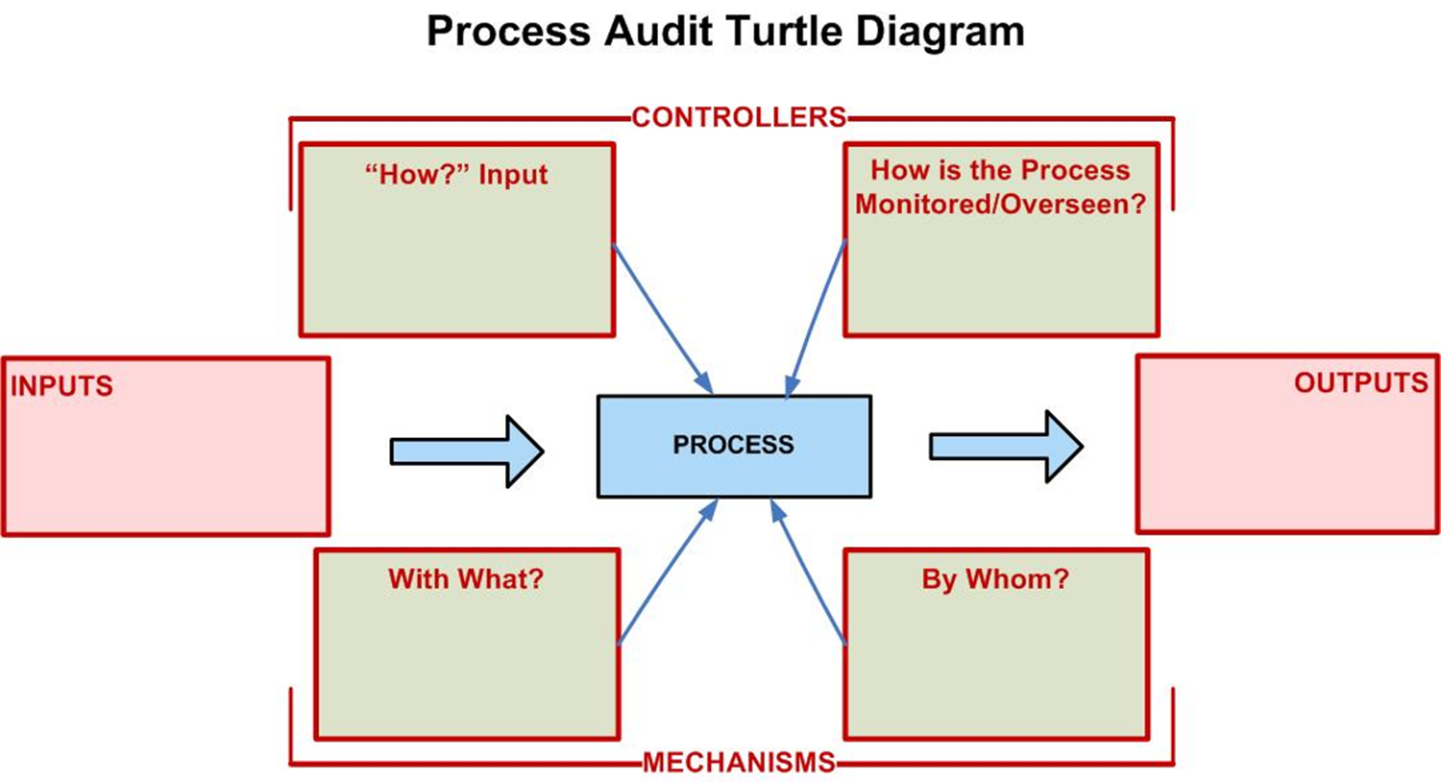 Process Audit Turtle Diagram
CONTROLLERS
“How?” Input
How is the Process
Monitored/Overseen?
INPUTS
OUTPUTS
PROCESS
With What?
By Whom?
MECHANISMS